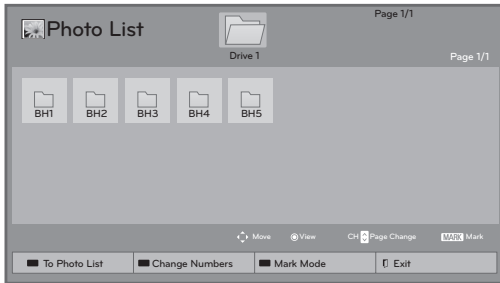 Page 1/1
Photo List
Drive 1
Page 1/1
BH1 BH2 BH3 BH4 BH5
Move View CH Page Change MARK Mark
To Photo List Change Numbers Mark Mode Exit